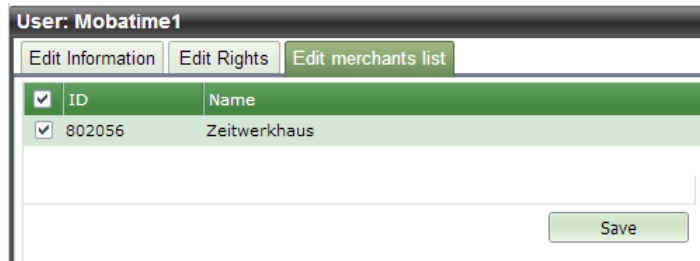 User: Mobatime1
Edit Information Edit Rights Edit merchants list
ID Name
802056 Zeitwerkhaus
Save